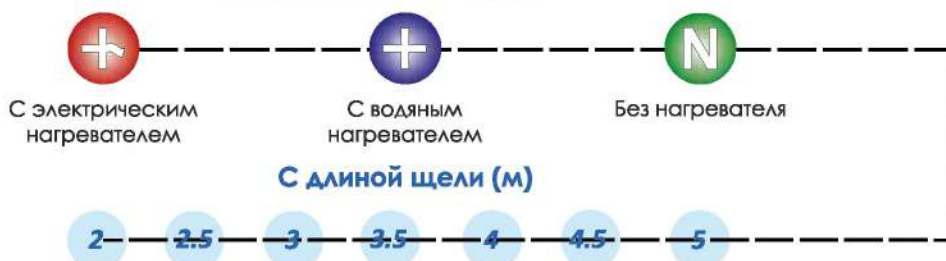 N
С электрическим
нагревателем
С водяным
нагревателем
Без нагревателя
С длиной щели (м)
2 2.5 3 3.5 4 4.5 5